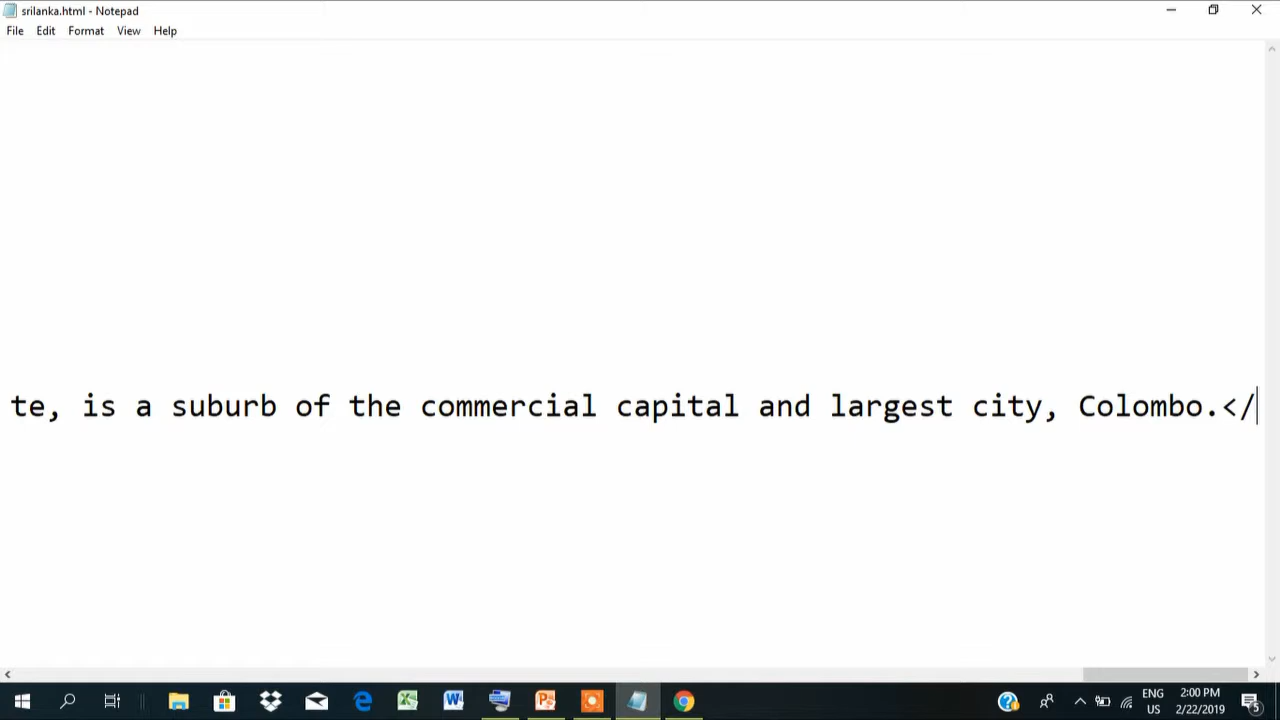 srilanka.html - Notepad
File Edit Format View Help
te, is a suburb of the commercial capital and largest city, Colombo.</
ENG 2:00 PM
US 2/22/2019 5